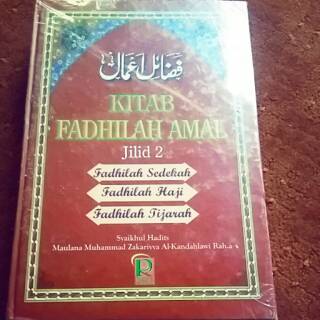 فضائل اعمال
KITAB
FADHILAH AMAL
Jilid 2
Fadhilah Sedekah
Fadhilah Haji
Fadhilah Tijarah
Syaikhul Hadits
Maulana Muhammad Zakariyya Al-Kandahlawi Rah.a